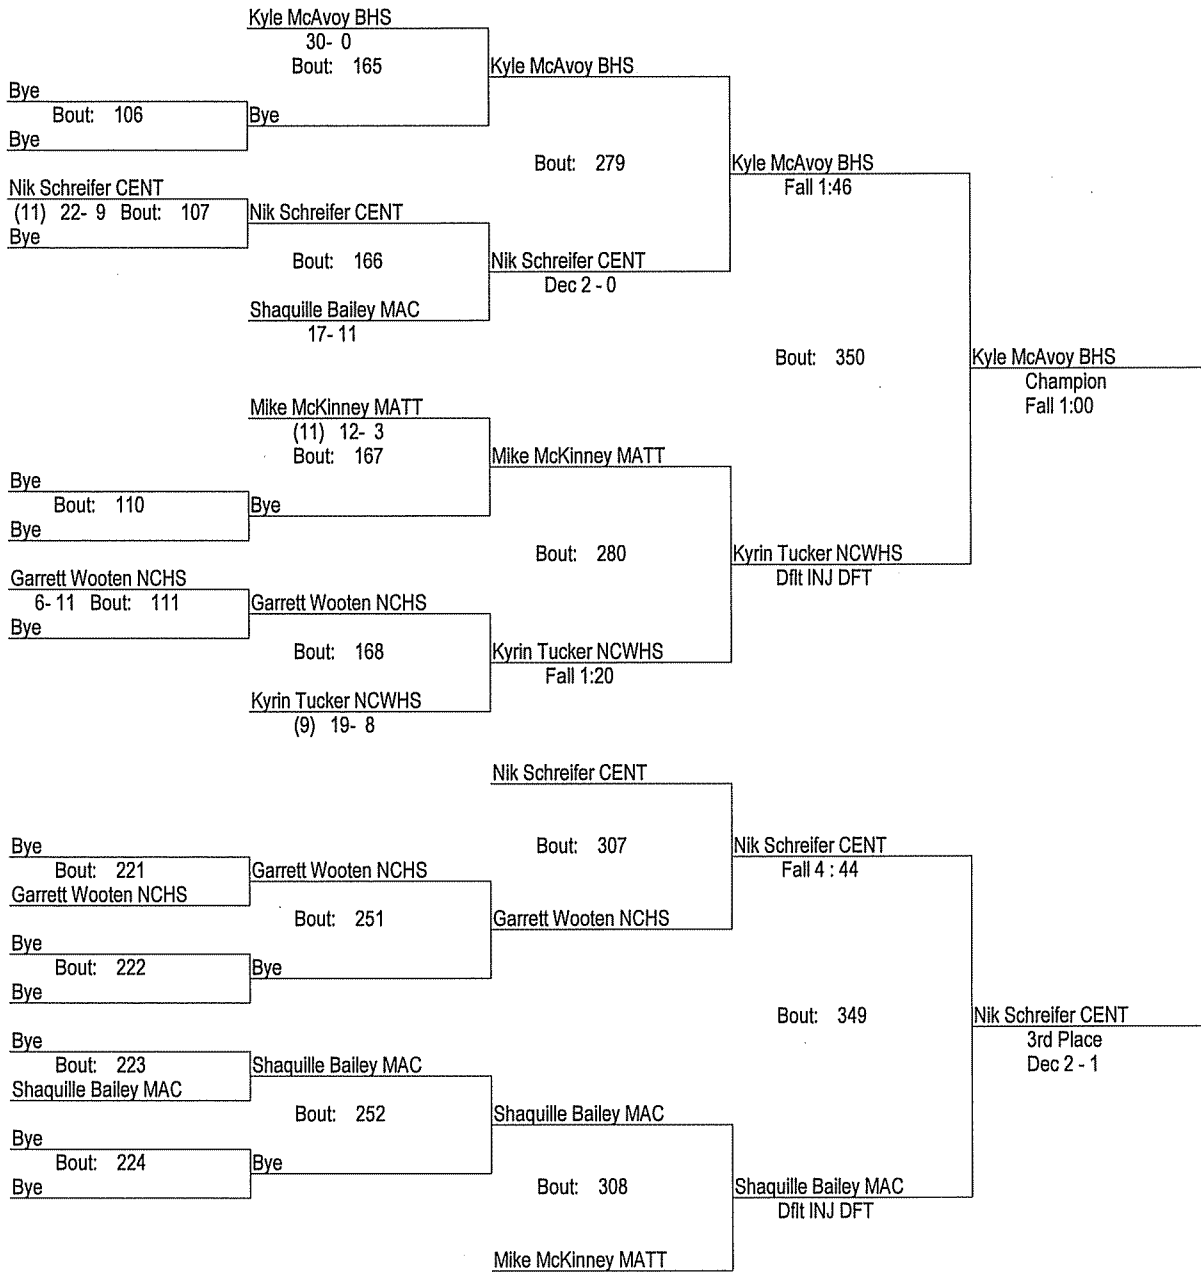 Kyle McAvoy BHS
30- 0
Bout: 165
Kyle McAvoy BHS
Bye
Bout: 106
Bye
Bye
Bout: 279
Kyle McAvoy BHS
Fall 1:46
Nik Schreifer CENT
(11) 22- 9 Bout: 107
Nik Schreifer CENT
Bye
Bout: 166
Nik Schreifer CENT
Dec 2 - 0
Shaquille Bailey MAC
17- 11
Bout: 350
Kyle McAvoy BHS
Champion
Fall 1:00
Mike McKinney MATT
(11) 12- 3
Bout: 167
Mike McKinney MATT
Bye
Bout: 110
Bye
Bye
Bout: 280
Kyrin Tucker NCWHS
Dflt INJ DFT
Garrett Wooten NCHS
6- 11 Bout: 111
Garrett Wooten NCHS
Bye
Bout: 168
Kyrin Tucker NCWHS
Fall 1:20
Kyrin Tucker NCWHS
(9) 19- 8
Nik Schreifer CENT
Bout: 307
Nik Schreifer CENT
Fall 4 : 44
Bye
Bout: 221
Garrett Wooten NCHS
Garrett Wooten NCHS
Bout: 251
Garrett Wooten NCHS
Bye
Bout: 222
Bye
Bye
Bout: 349
Nik Schreifer CENT
3rd Place
Dec 2 - 1
Bye
Bout: 223
Shaquille Bailey MAC
Shaquille Bailey MAC
Bout: 252
Shaquille Bailey MAC
Bye
Bout: 224
Bye
Bye
Bout: 308
Shaquille Bailey MAC
Dflt INJ DFT
Mike McKinney MATT